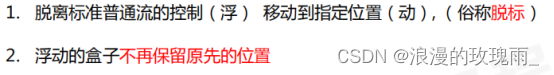 1. 脱离标准普通流的控制（浮） 移动到指定位置（动），（俗称脱标）
2. 浮动的盒子不再保留原先的位置
CSDN @浪漫的玫瑰雨_